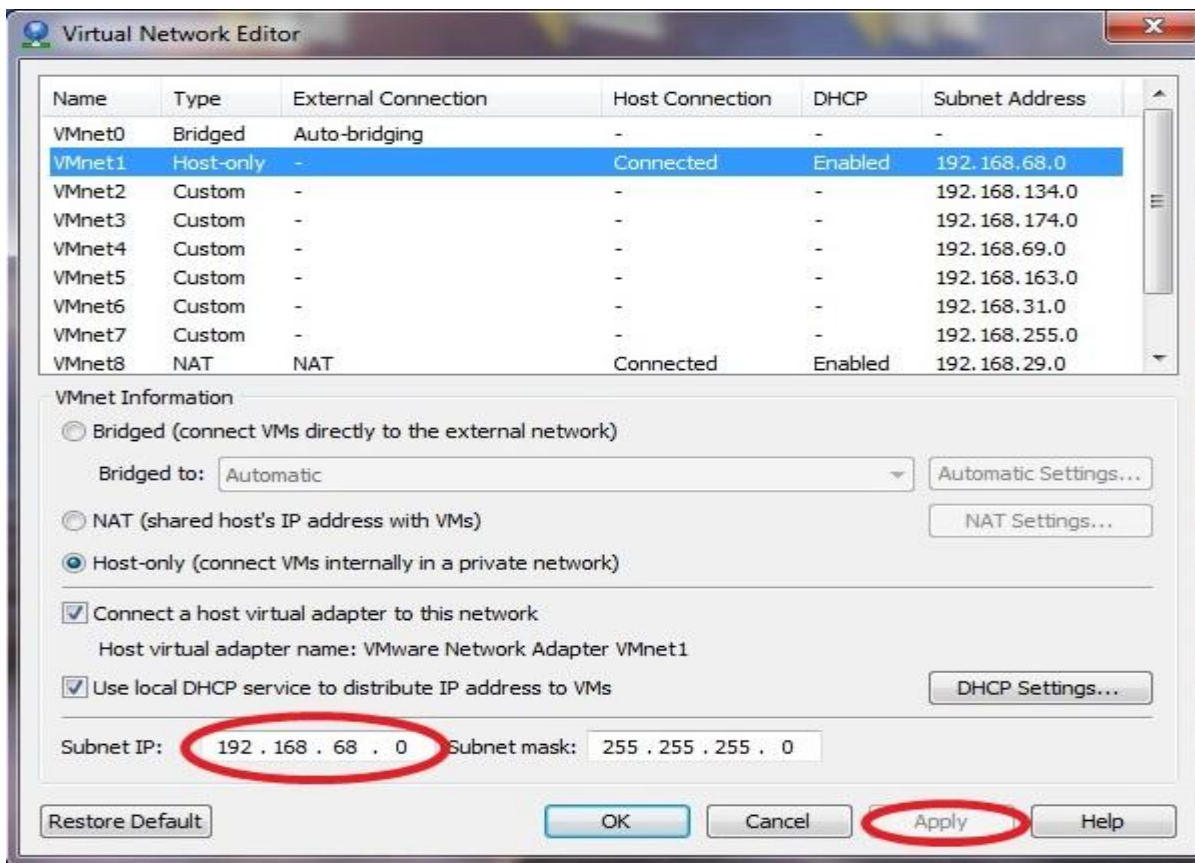 Virtual Network Editor
Name Type External Connection Host Connection DHCP Subnet Address
VMnet0 Bridged Auto-bridging - - -
VMnet1 Host-only - Connected Enabled 192.168.68.0
VMnet2 Custom - - - 192.168.134.0
VMnet3 Custom - - - 192.168.174.0
VMnet4 Custom - - - 192.168.69.0
VMnet5 Custom - - - 192.168.163.0
VMnet6 Custom - - - 192.168.31.0
VMnet7 Custom - - - 192.168.255.0
VMnet8 NAT NAT Connected Enabled 192.168.29.0
VMnet Information
Bridged (connect VMs directly to the external network)
Bridged to: Automatic Automatic Settings...
NAT (shared host's IP address with VMs) NAT Settings...
Host-only (connect VMs internally in a private network)
Connect a host virtual adapter to this network
Host virtual adapter name: VMware Network Adapter VMnet1
Use local DHCP service to distribute IP address to VMs DHCP Settings...
Subnet IP: 192 . 168 . 68 . 0 Subnet mask: 255 . 255 . 255 . 0
Restore Default OK Cancel Apply Help